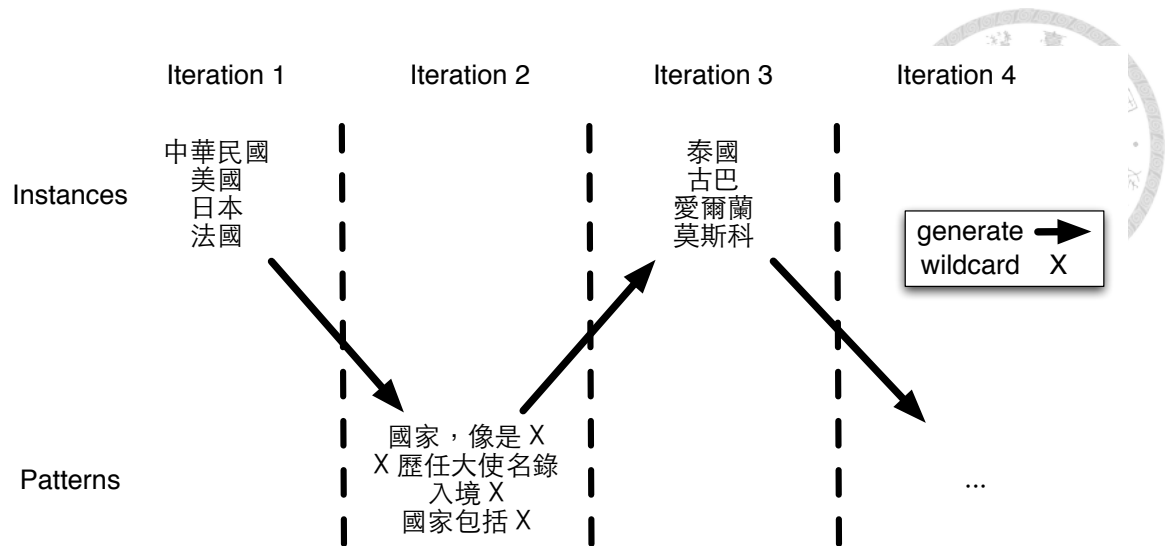 Iteration 1
Iteration 2
Iteration 3
Iteration 4
Instances
中華民國
美國
日本
法國
泰國
古巴
愛爾蘭
莫斯科
generate
wildcard X
Patterns
國家，像是 X
X 歷任大使名錄
入境 X
國家包括 X
...